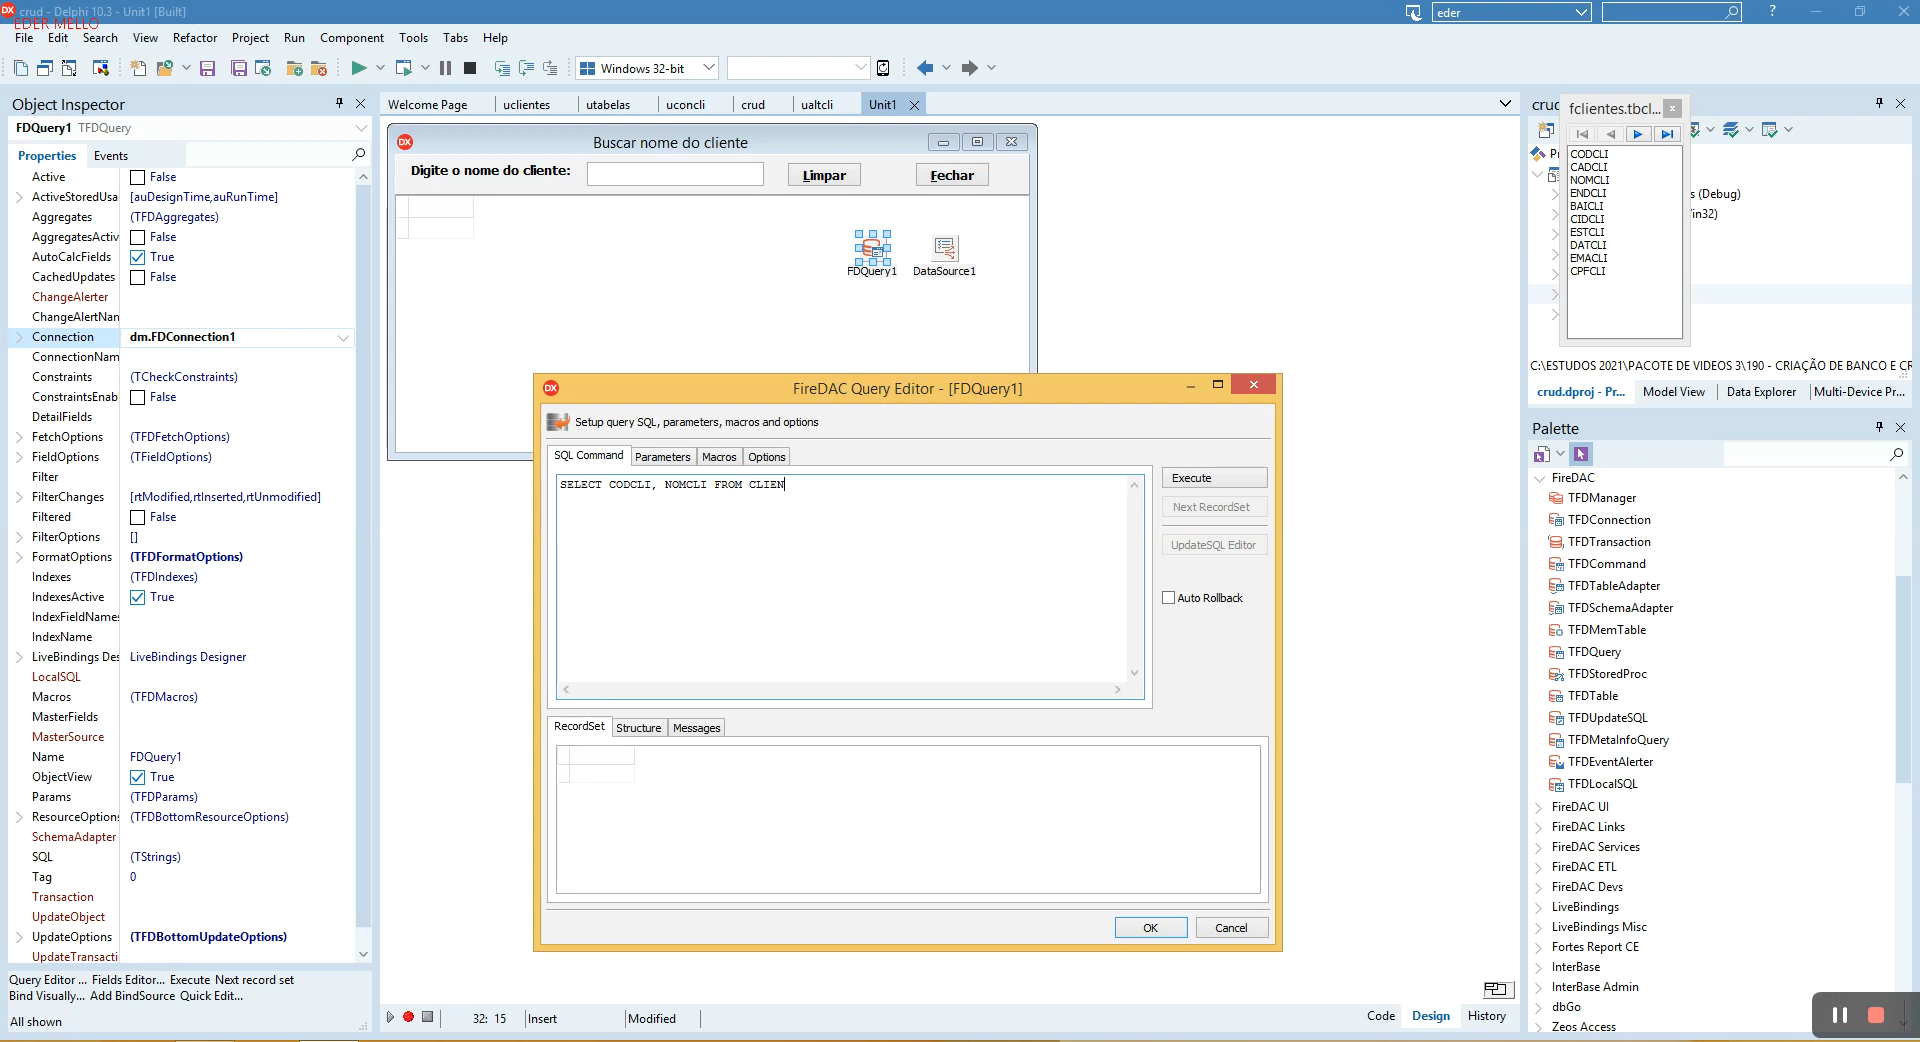 crud - Delphi 10.3 - Unit1 [Built]
EDER MELLO
eder
?
File Edit Search View Refactor Project Run Component Tools Tabs Help
Windows 32-bit
Object Inspector
FDQuery1 TFDQuery
Properties Events
Active False
ActiveStoredUsa [auDesignTime,auRunTime]
Aggregates (TFDAggregates)
AggregatesActiv False
AutoCalcFields True
CachedUpdates False
ChangeAlerter
ChangeAlertNan
Connection dm.FDConnection1
ConnectionNam
Constraints (TCheckConstraints)
ConstraintsEnab False
DetailFields
FetchOptions (TFDFetchOptions)
FieldOptions (TFieldOptions)
Filter
FilterChanges [rtModified,rtInserted,rtUnmodified]
Filtered False
FilterOptions []
FormatOptions (TFDFormatOptions)
Indexes (TFDIndexes)
IndexesActive True
IndexFieldNames
IndexName
LiveBindings Des LiveBindings Designer
LocalSQL
Macros (TFDMacros)
MasterFields
MasterSource
Name FDQuery1
ObjectView True
Params (TFDParams)
ResourceOptions (TFDBottomResourceOptions)
SchemaAdapter
SQL (TStrings)
Tag 0
Transaction
UpdateObject
UpdateOptions (TFDBottomUpdateOptions)
UpdateTransacti
Query Editor ... Fields Editor... Execute Next record set
Bind Visually... Add BindSource Quick Edit...
All shown
Welcome Page uclientes utabelas uconcli crud ualtcli Unit1
Buscar nome do cliente
Digite o nome do cliente: Limpar Fechar
FDQuery1 DataSource1
FireDAC Query Editor - [FDQuery1]
Setup query SQL, parameters, macros and options
SQL Command Parameters Macros Options
SELECT CODCLI, NOMCLI FROM CLIEN
Execute
Next RecordSet
UpdateSQL Editor
Auto Rollback
RecordSet Structure Messages
OK Cancel
32: 15 Insert Modified
Code Design History
crud
fclientes.tbcl...
CODCLI
CADCLI
NOMCLI
ENDCLI
BAICLI
CIDCLI
ESTCLI
DATCLI
EMACLI
CPFCLI
Pr
s (Debug)
in32)
C:\ESTUDOS 2021\PACOTE DE VIDEOS 3\190 - CRIAÇÃO DE BANCO E CR
crud.dproj - Pr... Model View Data Explorer Multi-Device Pr...
Palette
FireDAC
TFDManager
TFDConnection
TFDTransaction
TFDCommand
TFDTableAdapter
TFDSchemaAdapter
TFDMemTable
TFDQuery
TFDStoredProc
TFDTable
TFDUpdateSQL
TFDMetaInfoQuery
TFDEventAlerter
TFDLocalSQL
FireDAC UI
FireDAC Links
FireDAC Services
FireDAC ETL
FireDAC Devs
LiveBindings
LiveBindings Misc
Fortes Report CE
InterBase
InterBase Admin
dbGo
Zeos Access